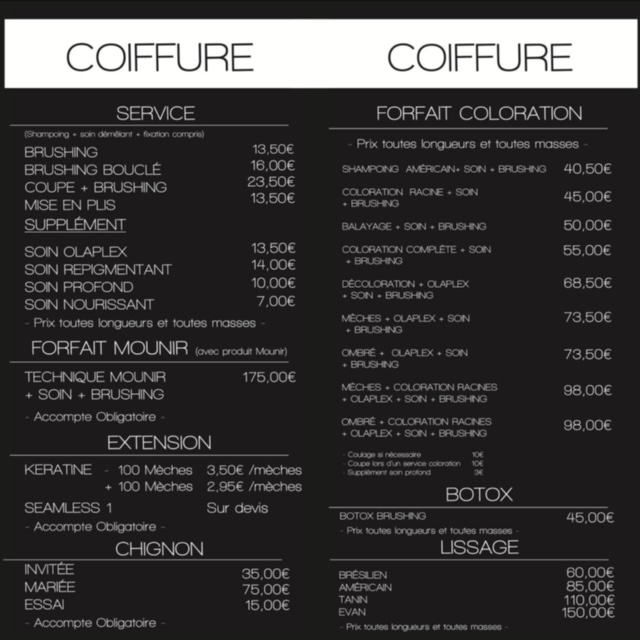 COIFFURE
SERVICE
(Shampoing + soin démêlant + fixation compris)
BRUSHING 13,50€
BRUSHING BOUCLÉ 16,00€
COUPE + BRUSHING 23,50€
MISE EN PLIS 13,50€
SUPPLÉMENT
SOIN OLAPLEX 13,50€
SOIN REPIGMENTANT 14,00€
SOIN PROFOND 10,00€
SOIN NOURISSANT 7,00€
- Prix toutes longueurs et toutes masses -
FORFAIT MOUNIR (avec produit Mounir)
TECHNIQUE MOUNIR 175,00€
+ SOIN + BRUSHING
- Accompte Obligatoire -
EXTENSION
KERATINE - 100 Mèches 3,50€ /mèches
+ 100 Mèches 2,95€ /mèches
SEAMLESS 1 Sur devis
- Accompte Obligatoire -
CHIGNON
INVITÉE 35,00€
MARIÉE 75,00€
ESSAI 15,00€
- Accompte Obligatoire -
COIFFURE
FORFAIT COLORATION
- Prix toutes longueurs et toutes masses -
SHAMPOING AMÉRICAIN+ SOIN + BRUSHING 40,50€
COLORATION RACINE + SOIN
+ BRUSHING 45,00€
BALAYAGE + SOIN + BRUSHING 50,00€
COLORATION COMPLÈTE + SOIN 55,00€
+ BRUSHING
DÉCOLORATION + OLAPLEX 68,50€
+ SOIN + BRUSHING
MÈCHES + OLAPLEX + SOIN 73,50€
+ BRUSHING
OMBRÉ + OLAPLEX + SOIN 73,50€
+ BRUSHING
MÈCHES + COLORATION RACINES 98,00€
+ OLAPLEX + SOIN + BRUSHING
OMBRÉ + COLORATION RACINES 98,00€
+ OLAPLEX + SOIN + BRUSHING
- Coulage si nécessaire 10€
- Coupe lors d'un service coloration 10€
- Supplément soin profond 3€
BOTOX
BOTOX BRUSHING 45,00€
- Prix toutes longueurs et toutes masses -
LISSAGE
BRÉSILIEN 60,00€
AMÉRICAIN 85,00€
TANIN 110,00€
EVAN 150,00€
- Prix toutes longueurs et toutes masses -